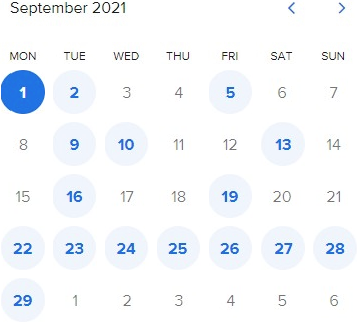 September 2021
MON TUE WED THU FRI SAT SUN
1 2 3 4 5 6 7
8 9 10 11 12 13 14
15 16 17 18 19 20 21
22 23 24 25 26 27 28
29 1 2 3 4 5 6